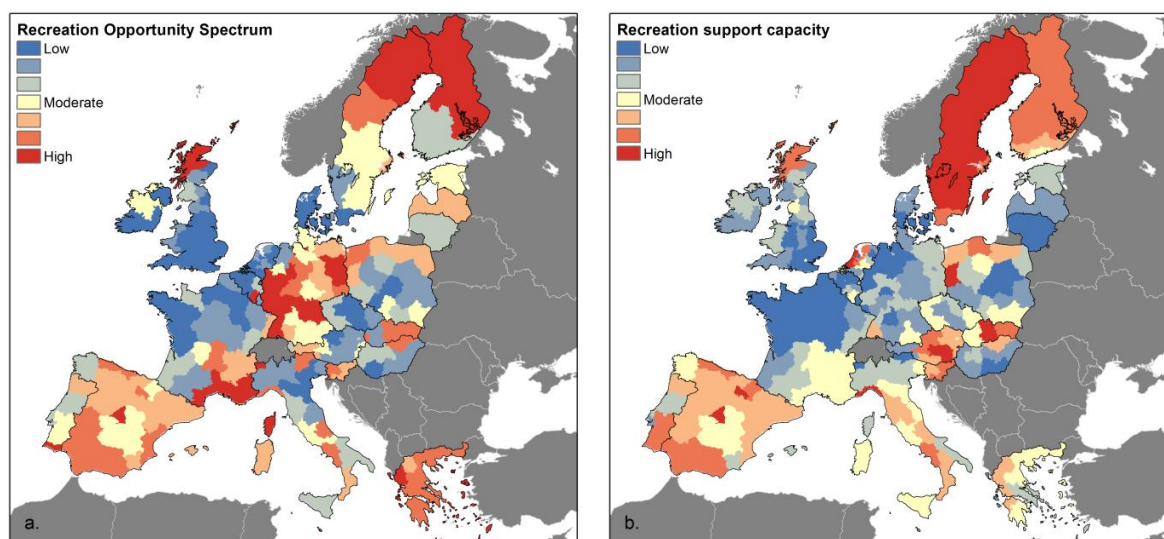 Recreation Opportunity Spectrum
Low
Moderate
High
a.
Recreation support capacity
Low
Moderate
High
b.